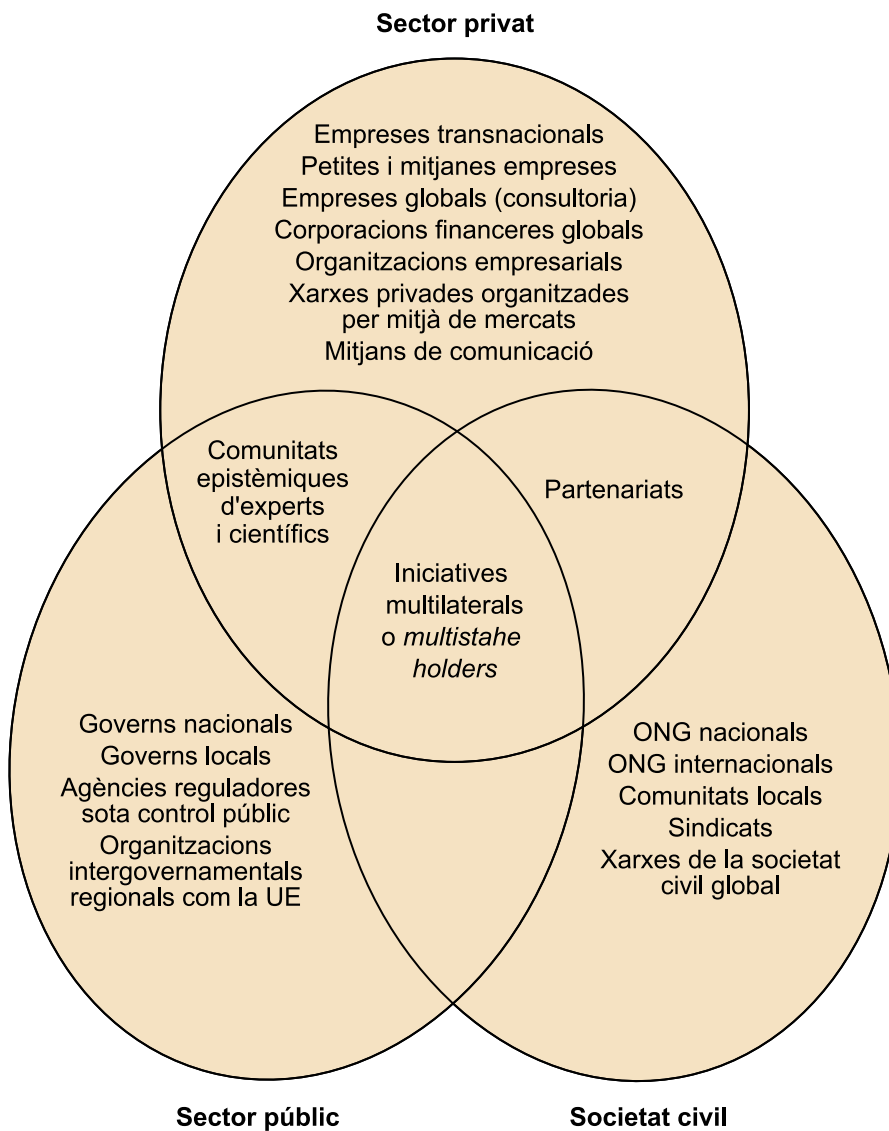 Sector privat
Empreses transnacionals
Petites i mitjanes empreses
Empreses globals (consultoria)
Corporacions financeres globals
Organitzacions empresarials
Xarxes privades organitzades
per mitjà de mercats
Mitjans de comunicació
Comunitats
epistèmiques
d'experts
i científics
Partenariats
Iniciatives
multilaterals
o multistahe
holders
Governs nacionals
Governs locals
Agències reguladores
sota control públic
Organitzacions
intergovernamentals
regionals com la UE
ONG nacionals
ONG internacionals
Comunitats locals
Sindicats
Xarxes de la societat
civil global
Sector públic
Societat civil